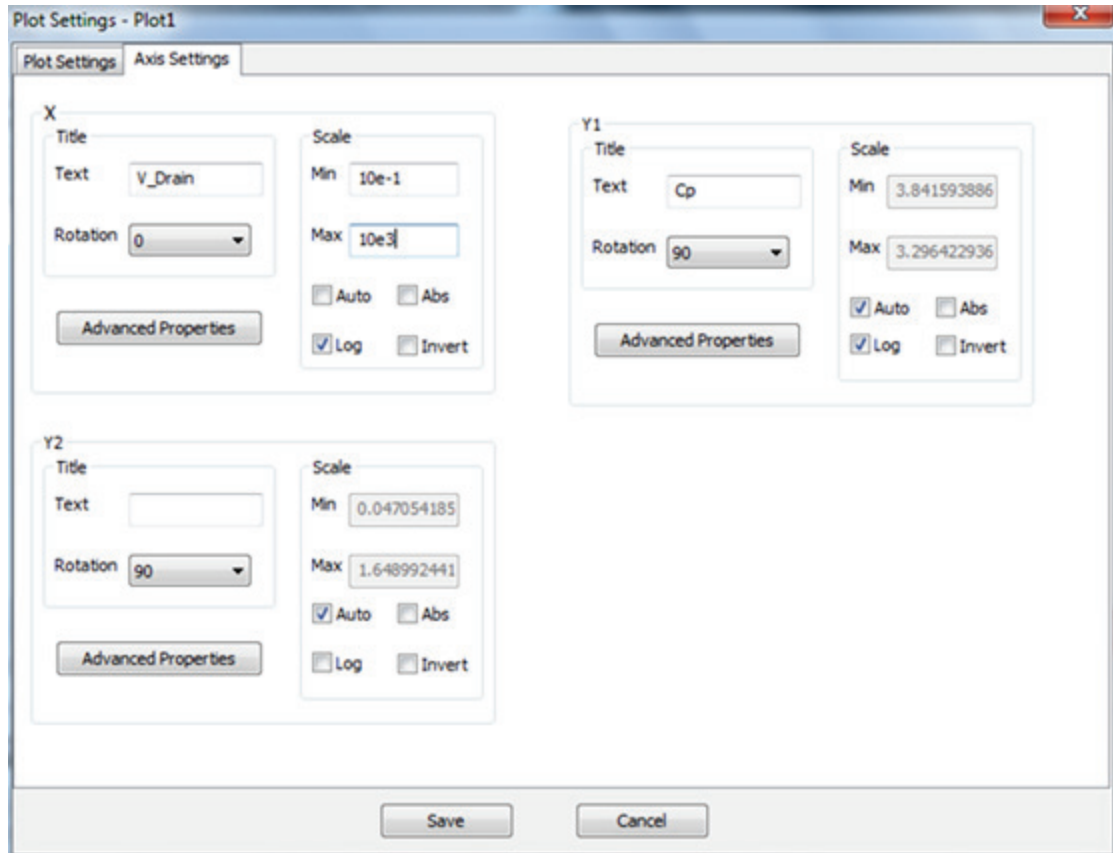 Plot Settings - Plot1
x
Plot Settings
Axis Settings
X
Title
Text
V_Drain
Rotation
0
Advanced Properties
Scale
Min
10e-1
Max
10e3
Auto
Abs
Log
Invert
Y1
Title
Text
Cp
Rotation
90
Advanced Properties
Scale
Min
3.841593886
Max
3.296422936
Auto
Abs
Log
Invert
Y2
Title
Text
Rotation
90
Advanced Properties
Scale
Min
0.047054185
Max
1.648992441
Auto
Abs
Log
Invert
Save
Cancel